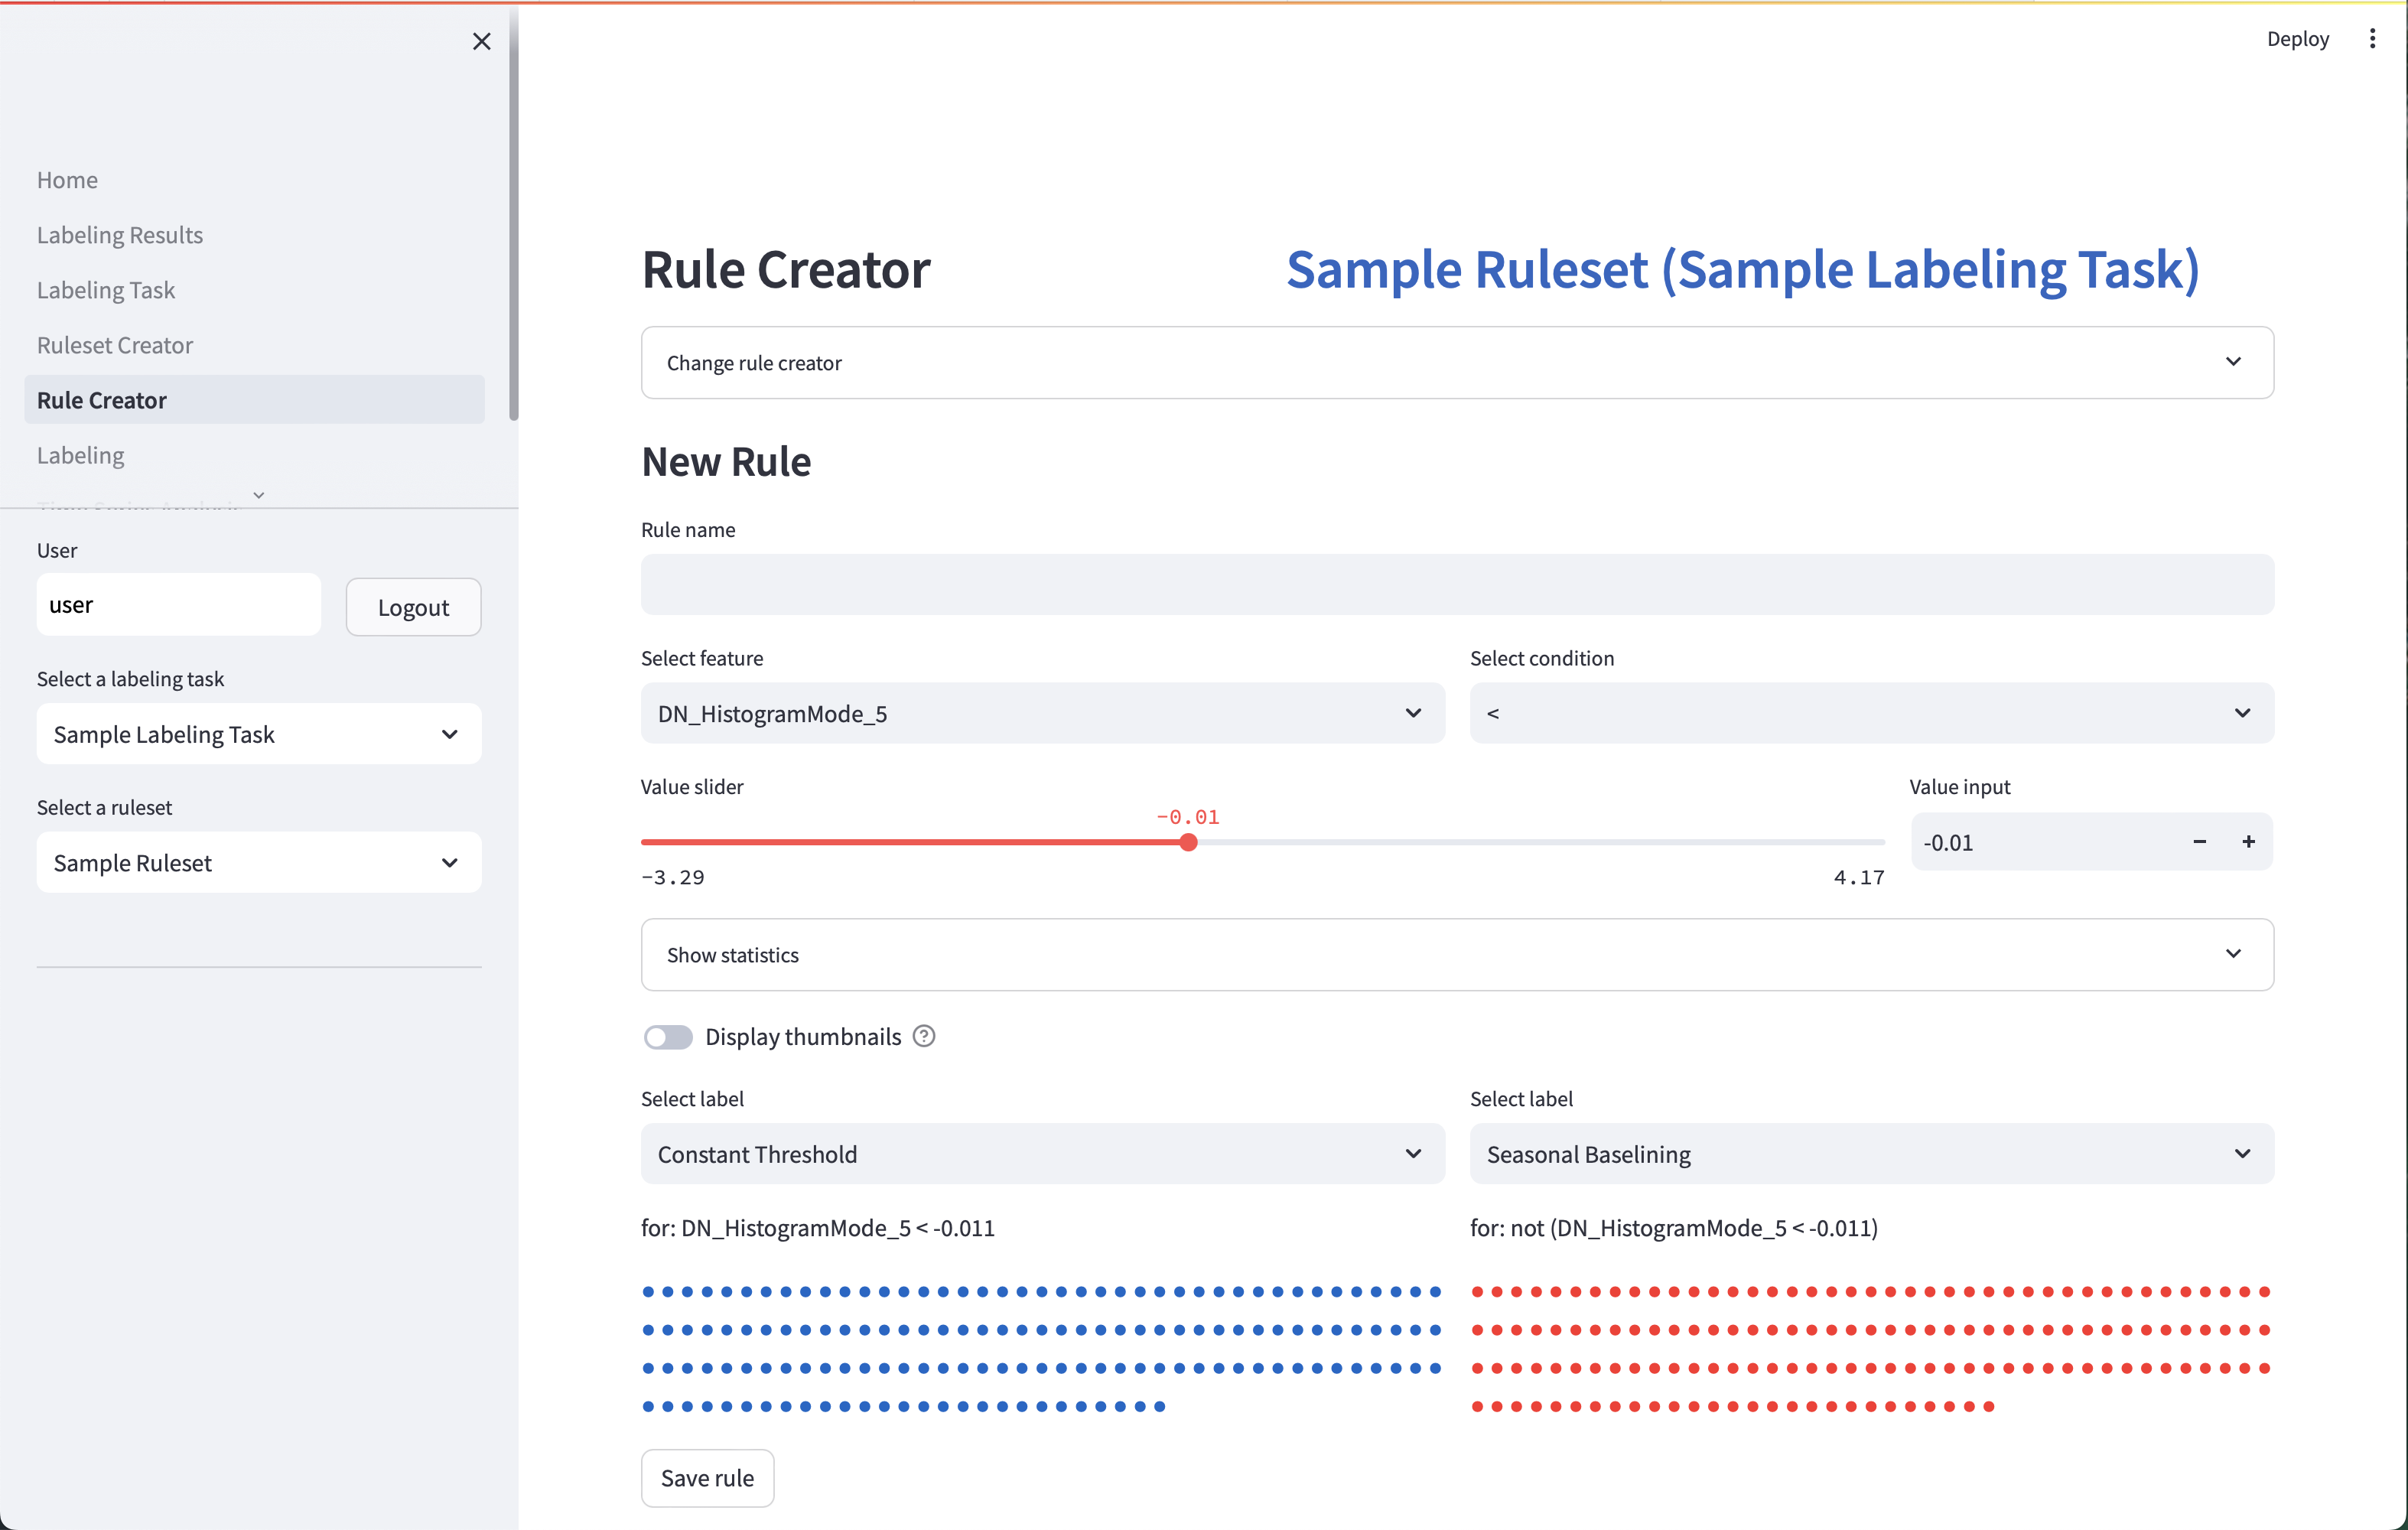 Deploy
Home
Labeling Results
Labeling Task
Ruleset Creator
Rule Creator
Labeling
User
user
Logout
Select a labeling task
Sample Labeling Task
Select a ruleset
Sample Ruleset
Rule Creator
Sample Ruleset (Sample Labeling Task)
Change rule creator
New Rule
Rule name
Select feature
Select condition
DN_HistogramMode_5
<
Value slider
Value input
-0.01
-0.01
-3.29
4.17
Show statistics
Display thumbnails
Select label
Select label
Constant Threshold
Seasonal Baselining
for: DN_HistogramMode_5 < -0.011
for: not (DN_HistogramMode_5 < -0.011)
Save rule